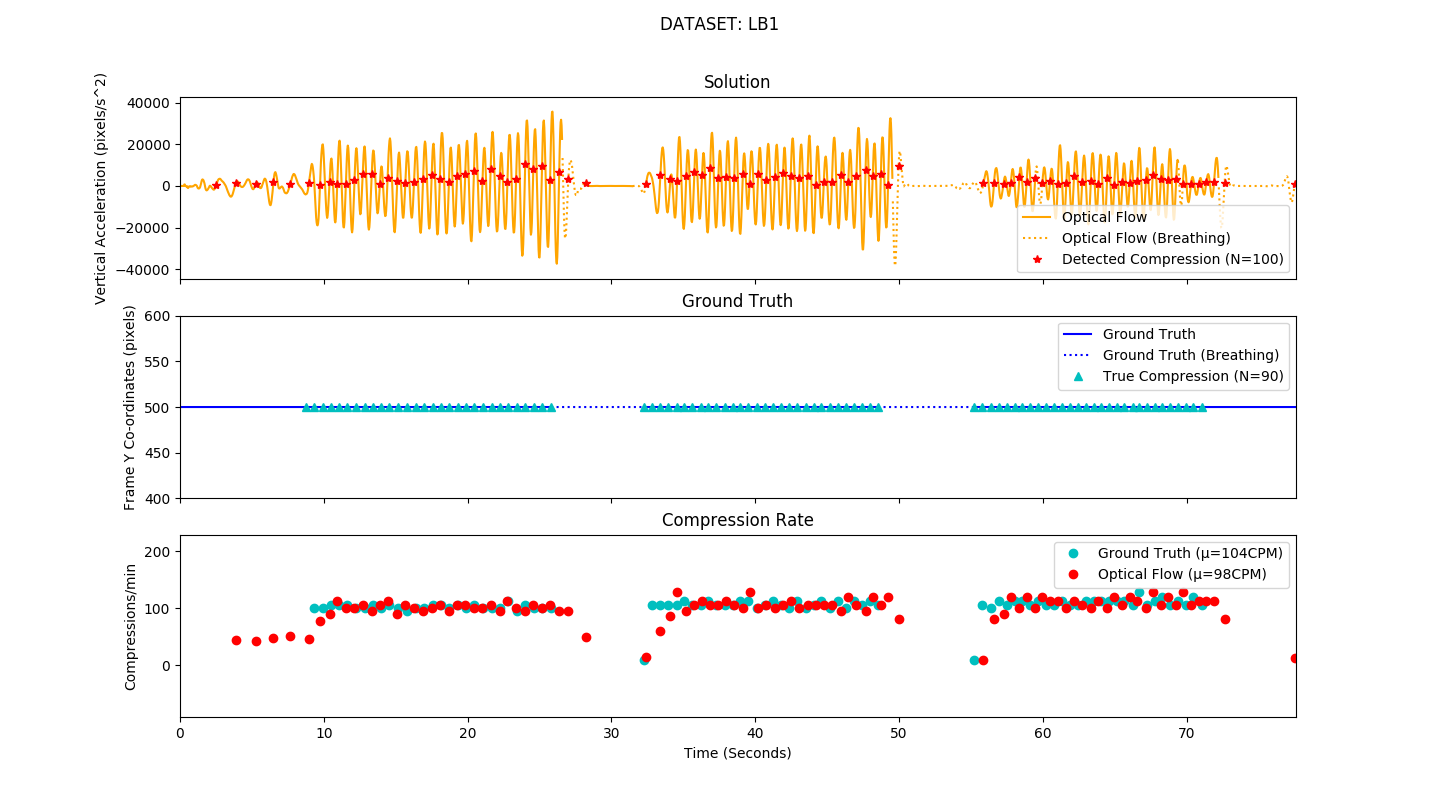 DATASET: LB1
Solution
Vertical Acceleration (pixels/s^2)
40000
20000
0
−20000
−40000
Optical Flow
Optical Flow (Breathing)
Detected Compression (N=100)
Ground Truth
Frame Y Co-ordinates (pixels)
600
550
500
450
400
Ground Truth
Ground Truth (Breathing)
True Compression (N=90)
Compression Rate
Compressions/min
200
100
0
Ground Truth (μ=104CPM)
Optical Flow (μ=98CPM)
0 10 20 30 40 50 60 70
Time (Seconds)